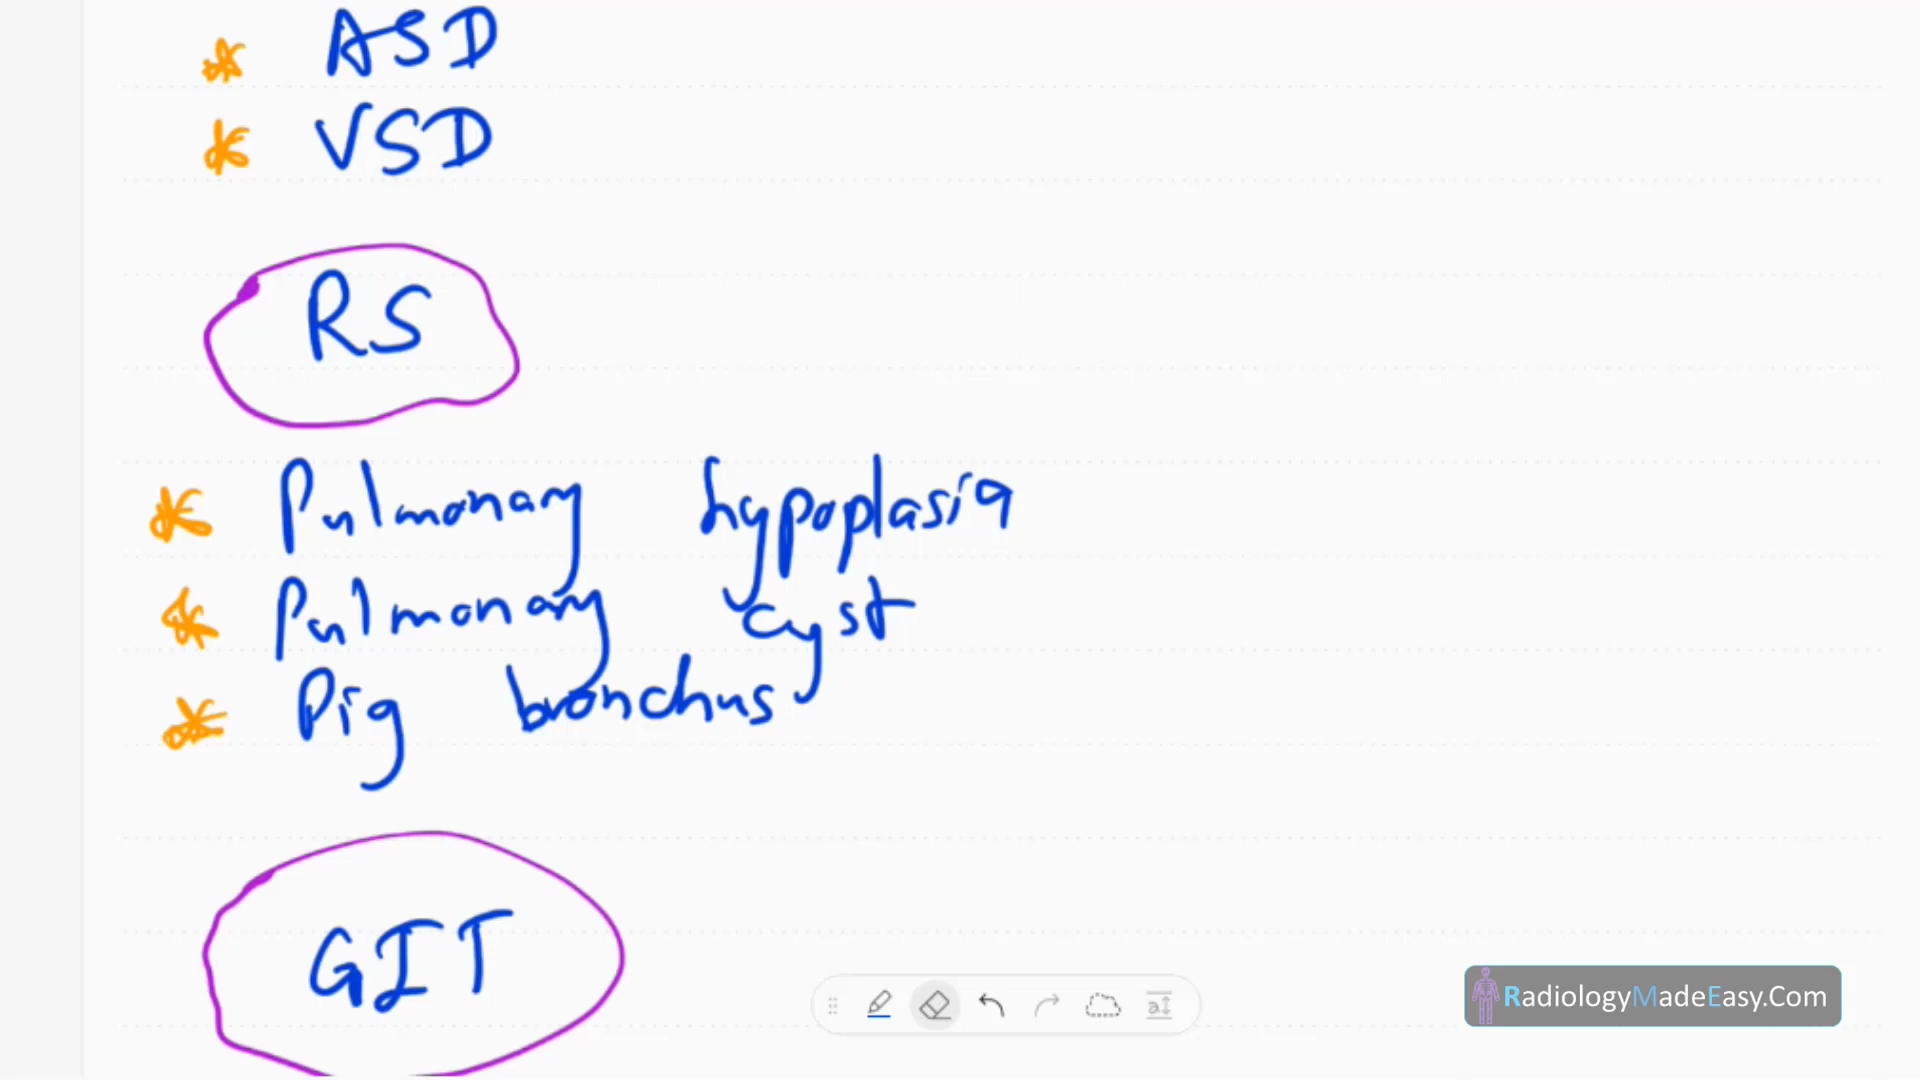 ASD
VSD
RS
Pulmonary hypoplasia
Pulmonary cyst
Pig bronchus
GIT
RadiologyMadeEasy.Com